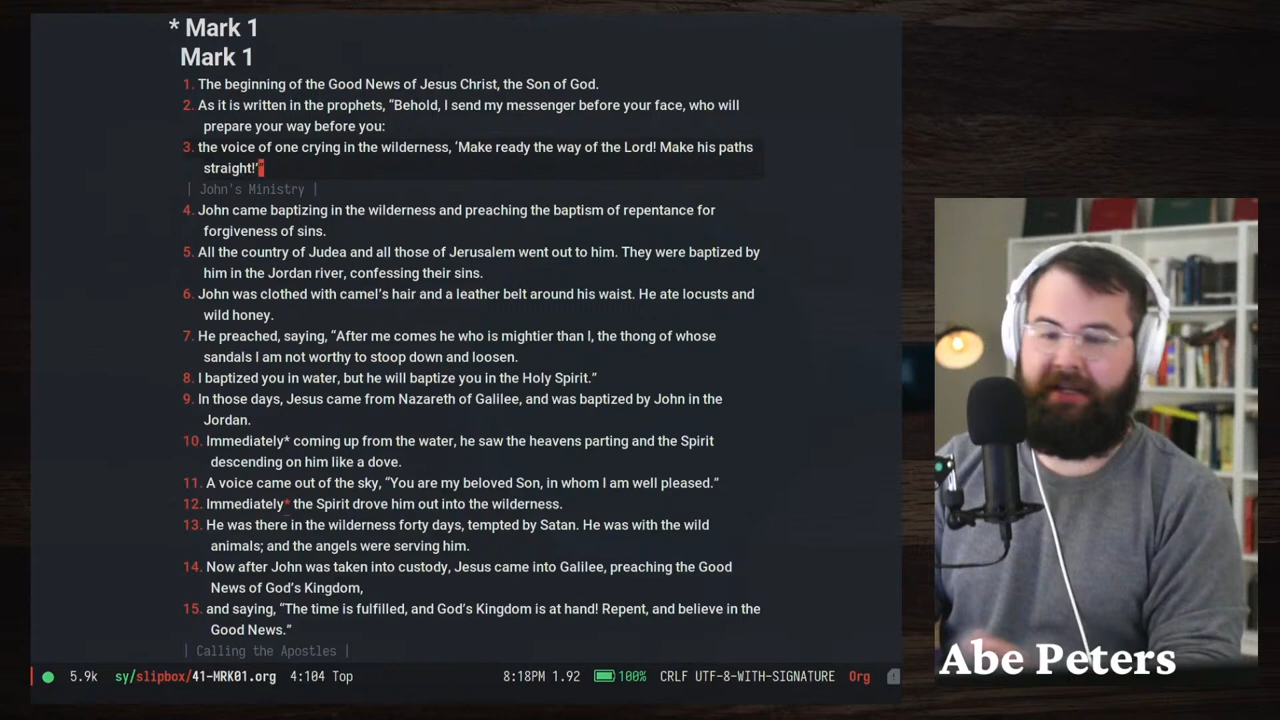 * Mark 1
Mark 1
1. The beginning of the Good News of Jesus Christ, the Son of God.
2. As it is written in the prophets, “Behold, I send my messenger before your face, who will
prepare your way before you:
3. the voice of one crying in the wilderness, ‘Make ready the way of the Lord! Make his paths
straight!’”
| John's Ministry |
4. John came baptizing in the wilderness and preaching the baptism of repentance for
forgiveness of sins.
5. All the country of Judea and all those of Jerusalem went out to him. They were baptized by
him in the Jordan river, confessing their sins.
6. John was clothed with camel’s hair and a leather belt around his waist. He ate locusts and
wild honey.
7. He preached, saying, “After me comes he who is mightier than I, the thong of whose
sandals I am not worthy to stoop down and loosen.
8. I baptized you in water, but he will baptize you in the Holy Spirit.”
9. In those days, Jesus came from Nazareth of Galilee, and was baptized by John in the
Jordan.
10. Immediately* coming up from the water, he saw the heavens parting and the Spirit
descending on him like a dove.
11. A voice came out of the sky, “You are my beloved Son, in whom I am well pleased.”
12. Immediately* the Spirit drove him out into the wilderness.
13. He was there in the wilderness forty days, tempted by Satan. He was with the wild
animals; and the angels were serving him.
14. Now after John was taken into custody, Jesus came into Galilee, preaching the Good
News of God’s Kingdom,
15. and saying, “The time is fulfilled, and God’s Kingdom is at hand! Repent, and believe in the
Good News.”
| Calling the Apostles |
5.9k sy/slipbox/41-MRK01.org 4:104 Top 8:18PM 1.92 100% CRLF UTF-8-WITH-SIGNATURE Org
Abe Peters